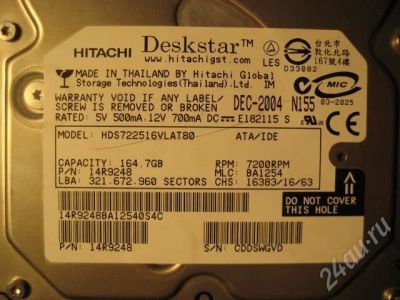 HITACHI Deskstar™
www.hitachigst.com
D33082
台北市
敦化北路
167號4樓
MADE IN THAILAND BY Hitachi Global
Storage Technologies(Thailand) Ltd. IM
WARRANTY VOID IF ANY LABEL/
SCREW IS REMOVED OR BROKEN
DEC-2004 N155
RATED: 5V 500mA.12V 700mA DC E182115 S
MIC
03-2025
MODEL: HDS722516VLAT80 ATA/IDE
CAPACITY: 164.7GB RPM: 7200RPM
P/N: 14R9248 MLC: BA1254
LBA: 321.672.960 SECTORS CHS: 16383/16/63
DO NOT COVER
THIS HOLE
14R9248BA12540S4C
P/N: 14R9248 S/N: CDDSWGVD
24au.ru